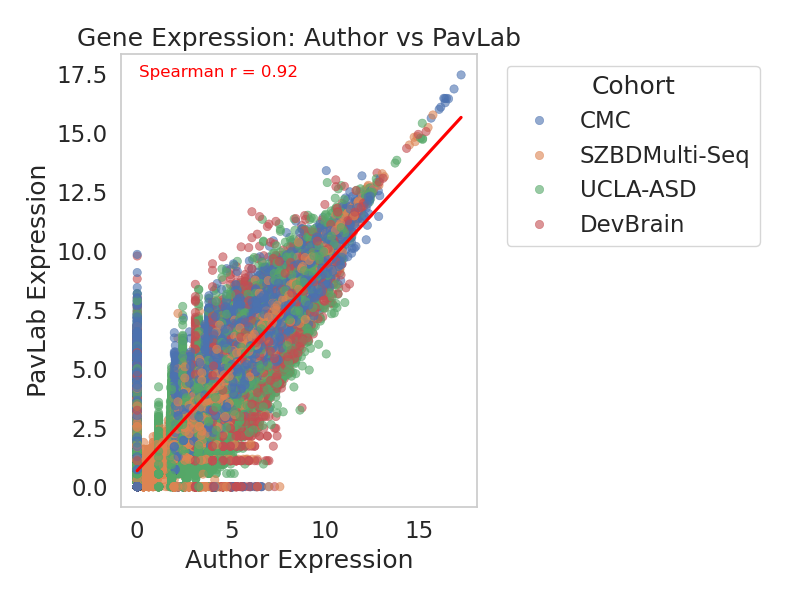 Gene Expression: Author vs PavLab
Spearman r = 0.92
17.5
15.0
12.5
10.0
7.5
5.0
2.5
0.0
PavLab Expression
0 5 10 15
Author Expression
Cohort
CMC
SZBDMulti-Seq
UCLA-ASD
DevBrain